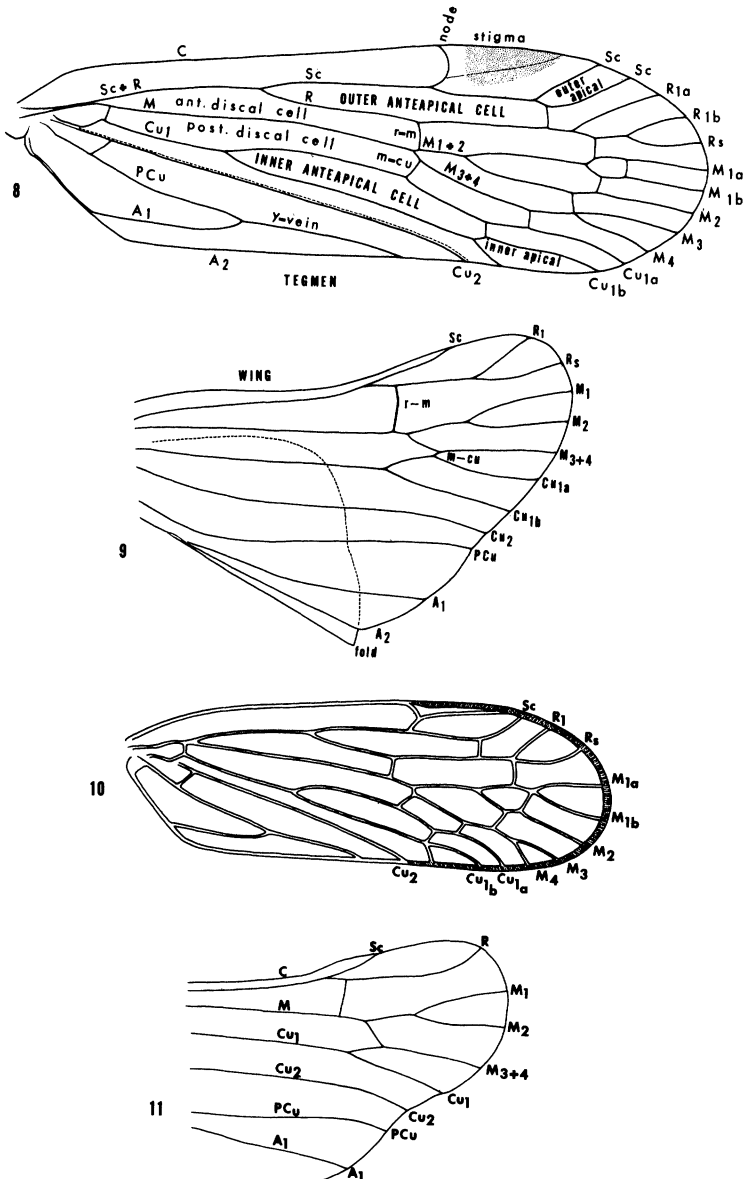 node
stigma
C
Sc + R
Sc
Sc
Sc
outer apical
R1a
M ant. discal cell
R
OUTER ANTEAPICAL CELL
R1b
Cu1 post. discal cell
r=m
M1+2
Rs
INNER ANTEAPICAL CELL
m=cu
M3+4
M1a
PCu
M1b
8
M2
A1
y=vein
M3
inner apical
M4
A2
Cu2
Cu1a
Cu1b
TEGMEN
Sc
R1
WING
Rs
r-m
M1
M2
m-cu
M3+4
Cu1a
Cu1b
Cu2
9
PCu
A1
A2
fold
Sc
R1
Rs
M1a
10
M1b
M2
M3
Cu2
Cu1b
Cu1a
M4
Sc
R
C
M
M1
Cu1
M2
Cu2
M3+4
Cu1
11
PCu
Cu2
PCu
A1
A1